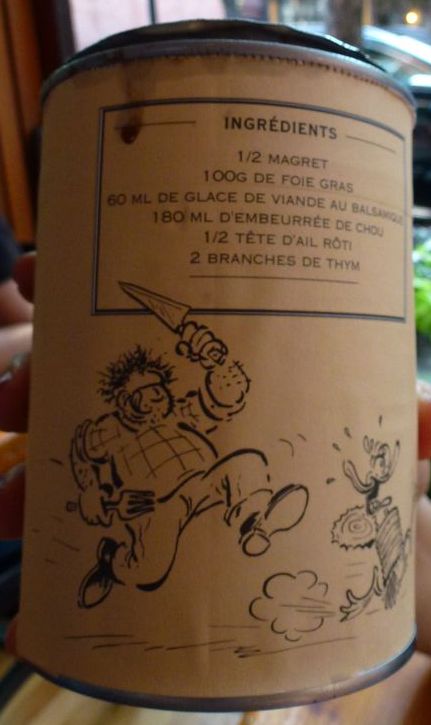 INGRÉDIENTS
1/2 MAGRET
100G DE FOIE GRAS
60 ML DE GLACE DE VIANDE AU BALSAMIQUE
180 ML D'EMBEURRÉE DE CHOU
1/2 TÊTE D'AIL RÔTI
2 BRANCHES DE THYM